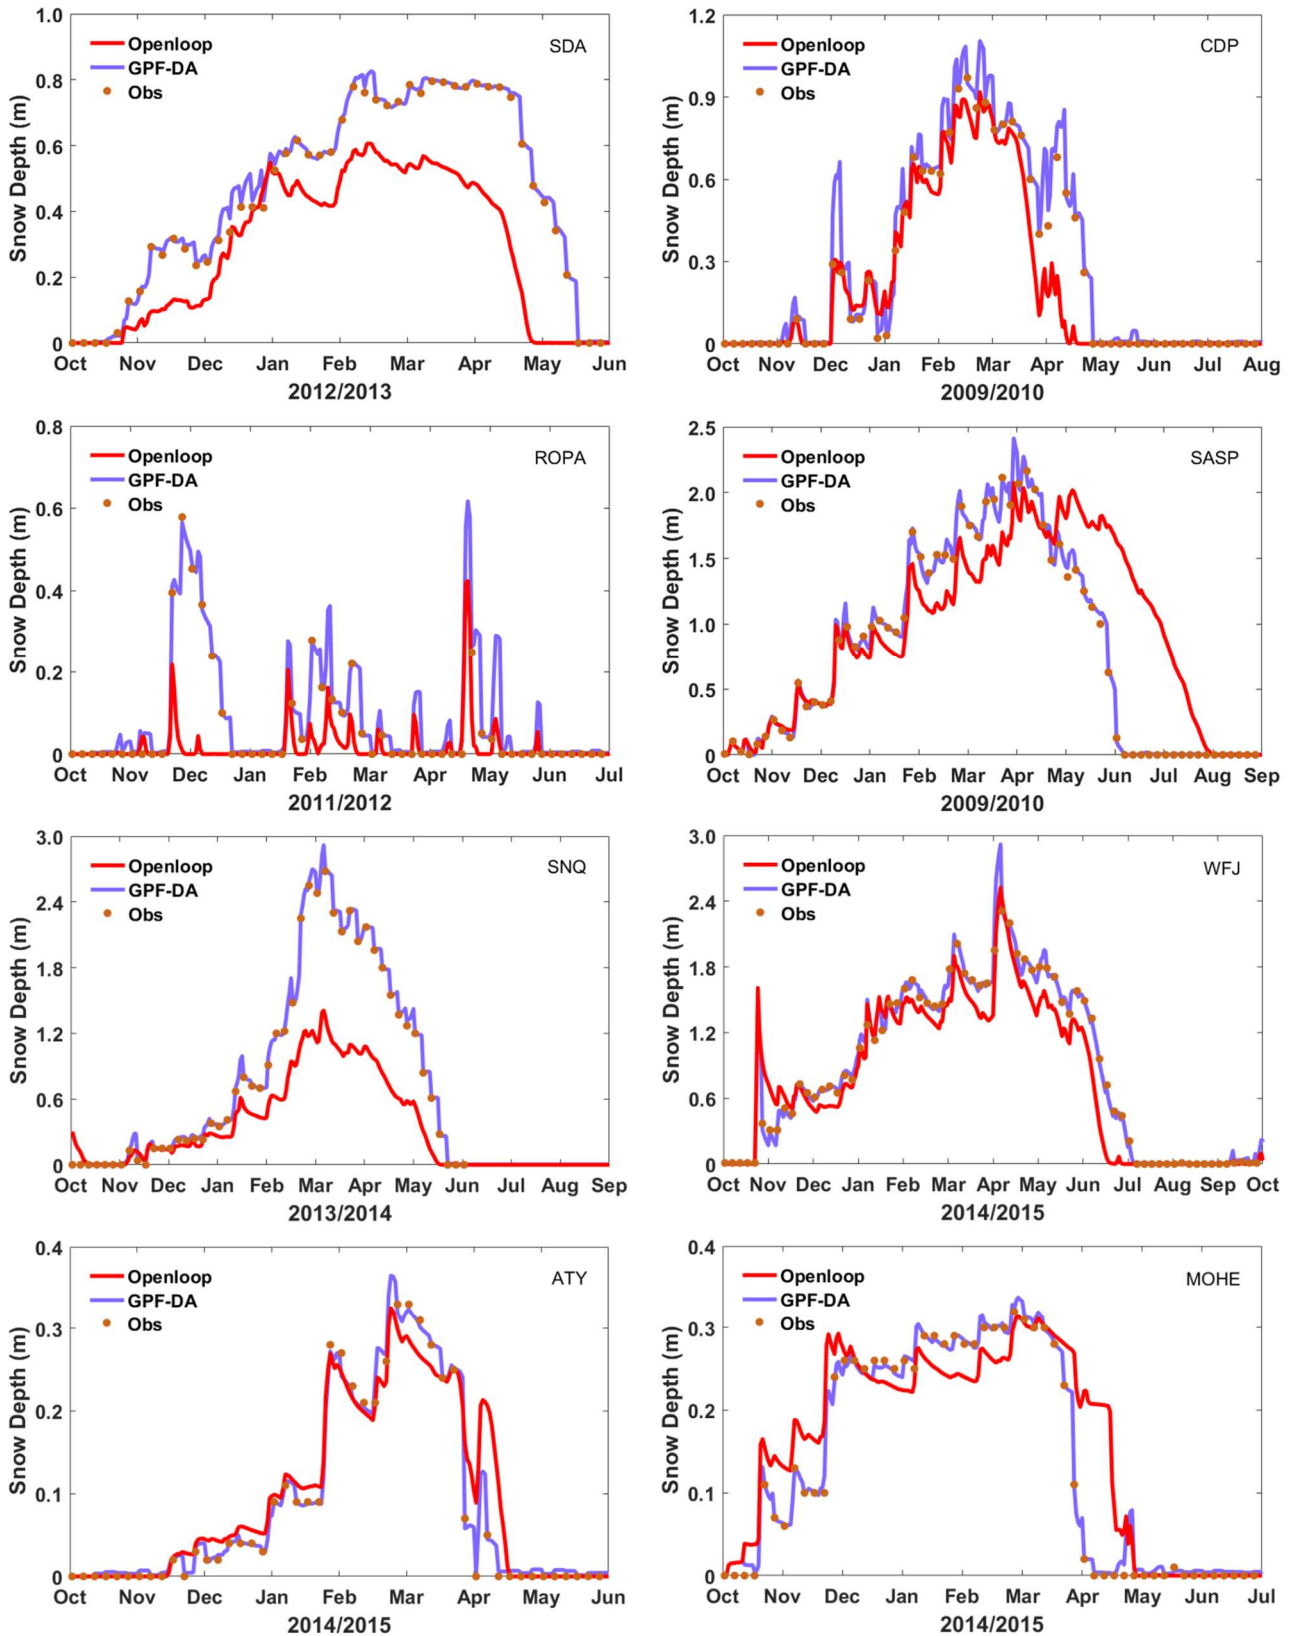 1.0
0.8
0.6
0.4
0.2
0
Snow Depth (m)
Openloop
GPF-DA
Obs
SDA
Oct Nov Dec Jan Feb Mar Apr May Jun
2012/2013
1.2
0.9
0.6
0.3
0
Snow Depth (m)
Openloop
GPF-DA
Obs
CDP
Oct Nov Dec Jan Feb Mar Apr May Jun Jul Aug
2009/2010
0.8
0.6
0.4
0.2
0
Snow Depth (m)
Openloop
GPF-DA
Obs
ROPA
Oct Nov Dec Jan Feb Mar Apr May Jun Jul
2011/2012
2.5
2.0
1.5
1.0
0.5
0
Snow Depth (m)
Openloop
GPF-DA
Obs
SASP
Oct Nov Dec Jan Feb Mar Apr May Jun Jul Aug Sep
2009/2010
3.0
2.4
1.8
1.2
0.6
0
Snow Depth (m)
Openloop
GPF-DA
Obs
SNQ
Oct Nov Dec Jan Feb Mar Apr May Jun Jul Aug Sep
2013/2014
3.0
2.4
1.8
1.2
0.6
0
Snow Depth (m)
Openloop
GPF-DA
Obs
WFJ
Oct Nov Dec Jan Feb Mar Apr May Jun Jul Aug Sep Oct
2014/2015
0.4
0.3
0.2
0.1
0
Snow Depth (m)
Openloop
GPF-DA
Obs
ATY
Oct Nov Dec Jan Feb Mar Apr May Jun
2014/2015
0.4
0.3
0.2
0.1
0
Snow Depth (m)
Openloop
GPF-DA
Obs
MOHE
Oct Nov Dec Jan Feb Mar Apr May Jun Jul
2014/2015